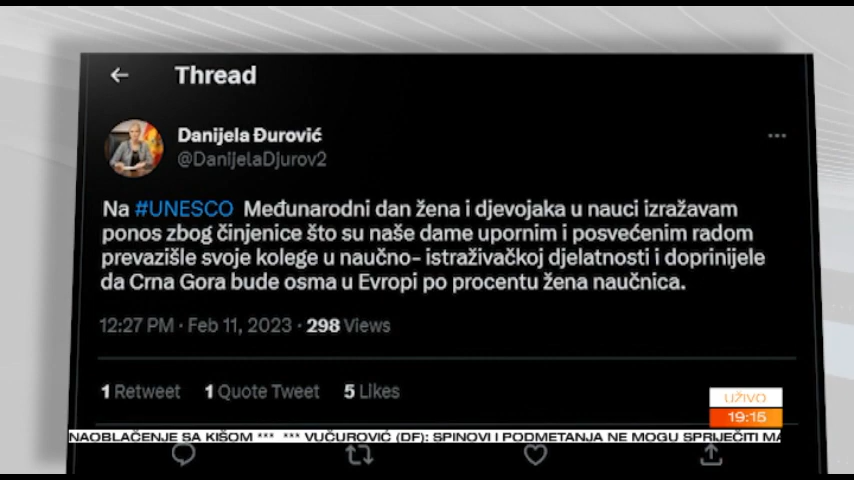 Thread
Danijela Đurović
@DanijelaDjurov2
Na #UNESCO Međunarodni dan žena i djevojaka u nauci izražavam
ponos zbog činjenice što su naše dame upornim i posvećenim radom
prevazišle svoje kolege u naučno- istraživačkoj djelatnosti i doprinijele
da Crna Gora bude osma u Evropi po procentu žena naučnica.
12:27 PM · Feb 11, 2023 · 298 Views
1 Retweet 1 Quote Tweet 5 Likes
UŽIVO
19:15
NAOBLAČENJE SA KIŠOM *** *** VUČUROVIĆ (DF): SPINOVI I PODMETANJA NE MOGU SPRIJEČITI